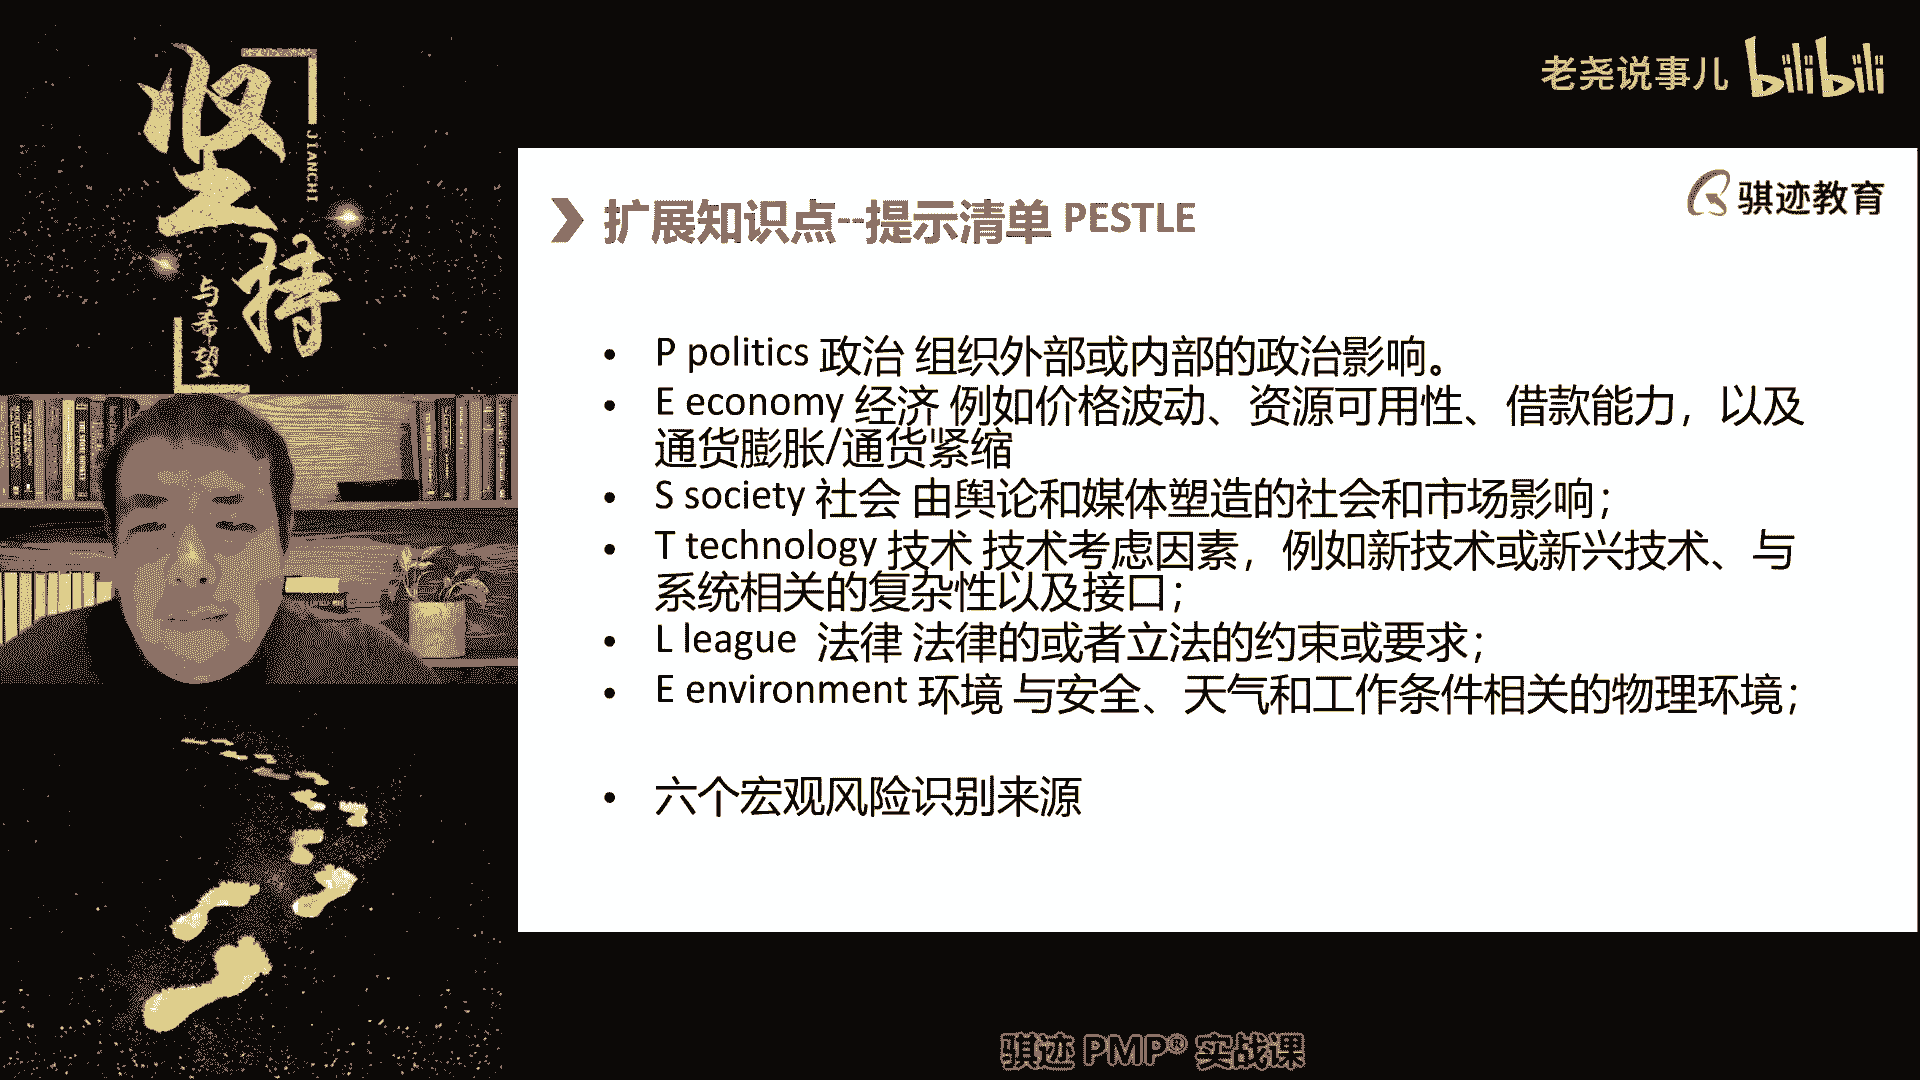 坚持
JIANCHI
与希望
老尧说事儿 bilibili
骐迹教育
扩展知识点--提示清单 PESTLE
• P politics 政治 组织外部或内部的政治影响。
• E economy 经济 例如价格波动、资源可用性、借款能力，以及
通货膨胀/通货紧缩
• S society 社会 由舆论和媒体塑造的社会和市场影响；
• T technology 技术 技术考虑因素，例如新技术或新兴技术、与
系统相关的复杂性以及接口；
• L league 法律 法律的或者立法的约束或要求；
• E environment 环境 与安全、天气和工作条件相关的物理环境；
• 六个宏观风险识别来源
骐迹 PMP® 实战课